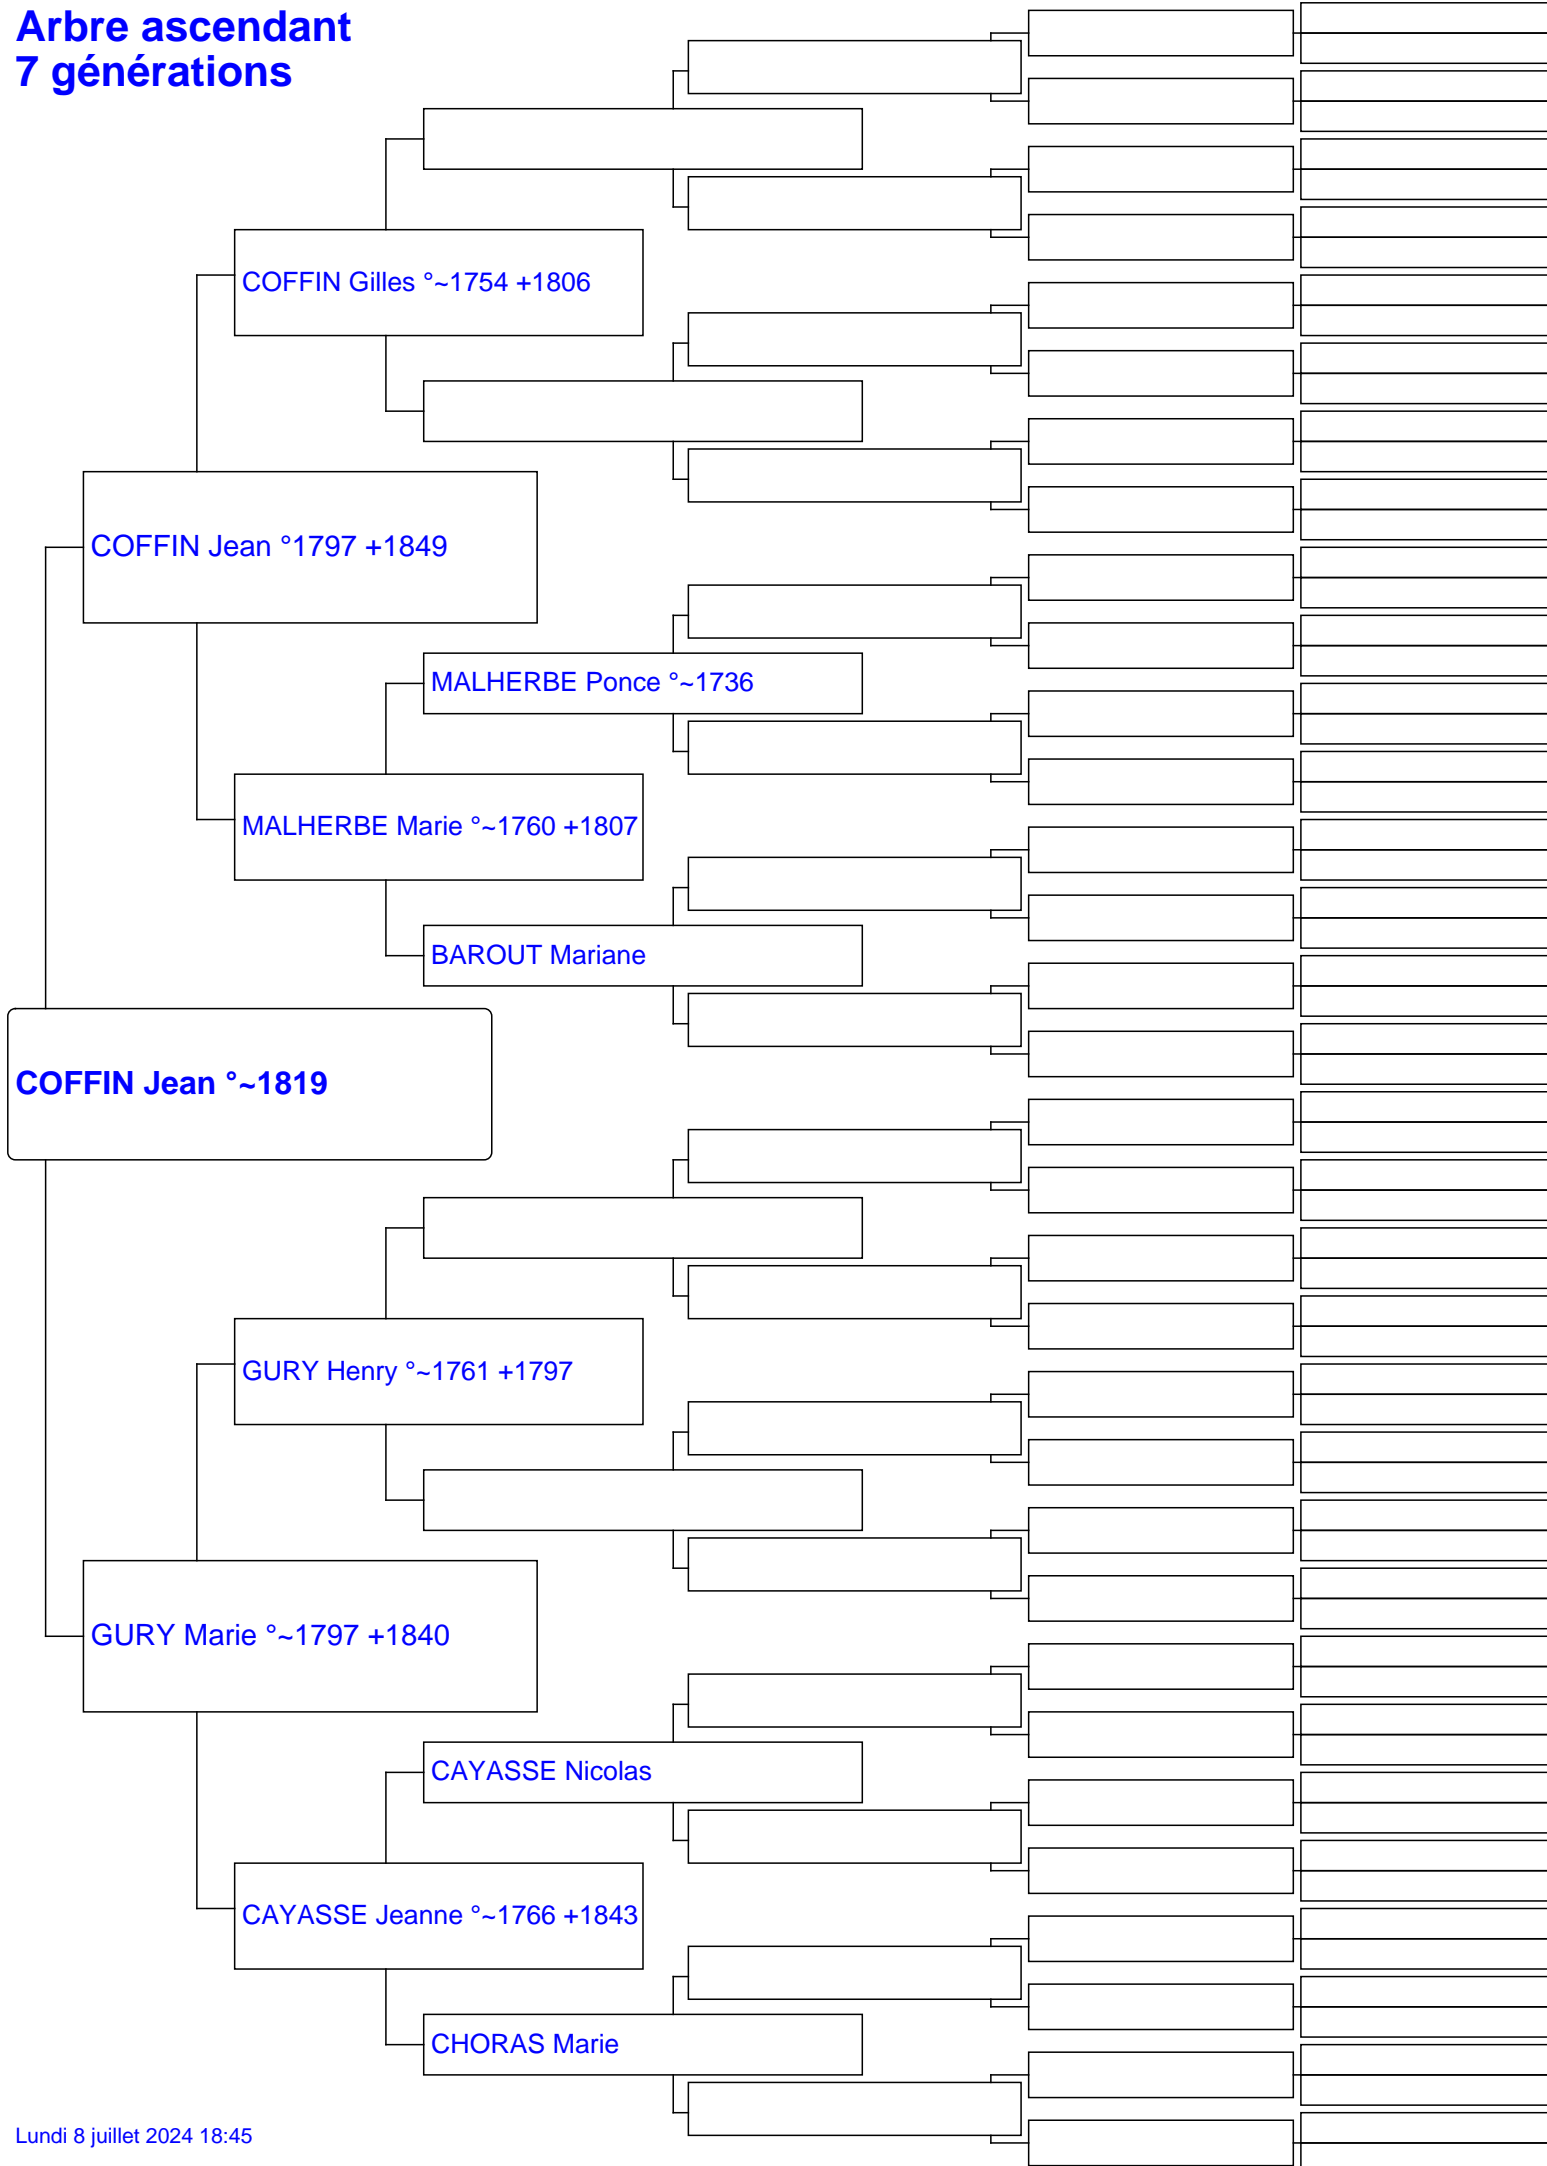 Arbre ascendant
7 générations
COFFIN Gilles °~1754 +1806
COFFIN Jean °1797 +1849
MALHERBE Ponce °~1736
MALHERBE Marie °~1760 +1807
BAROUT Mariane
COFFIN Jean °~1819
GURY Henry °~1761 +1797
GURY Marie °~1797 +1840
CAYASSE Nicolas
CAYASSE Jeanne °~1766 +1843
CHORAS Marie
Lundi 8 juillet 2024 18:45